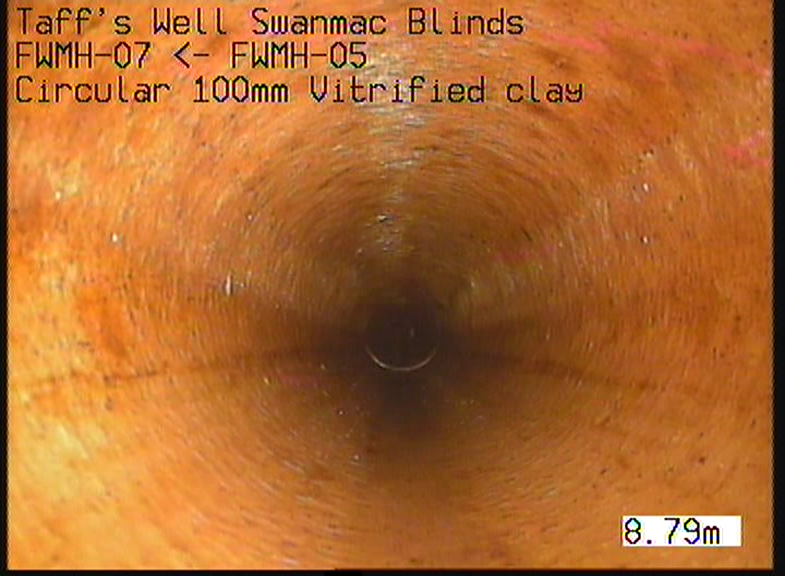 Taff's Well Swanmac Blinds
FWMH-07 <- FWMH-05
Circular 100mm Vitrified clay
8.79m